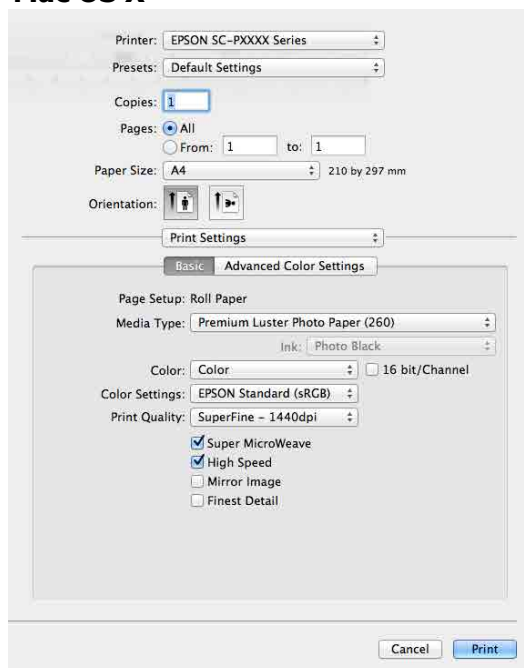 Mac OS X
Printer: EPSON SC-PXXXX Series
Presets: Default Settings
Copies: 1
Pages: All
From: 1 to: 1
Paper Size: A4 210 by 297 mm
Orientation:
Print Settings
Basic Advanced Color Settings
Page Setup: Roll Paper
Media Type: Premium Luster Photo Paper (260)
Ink: Photo Black
Color: Color 16 bit/Channel
Color Settings: EPSON Standard (sRGB)
Print Quality: SuperFine - 1440dpi
Super MicroWeave
High Speed
Mirror Image
Finest Detail
Cancel Print